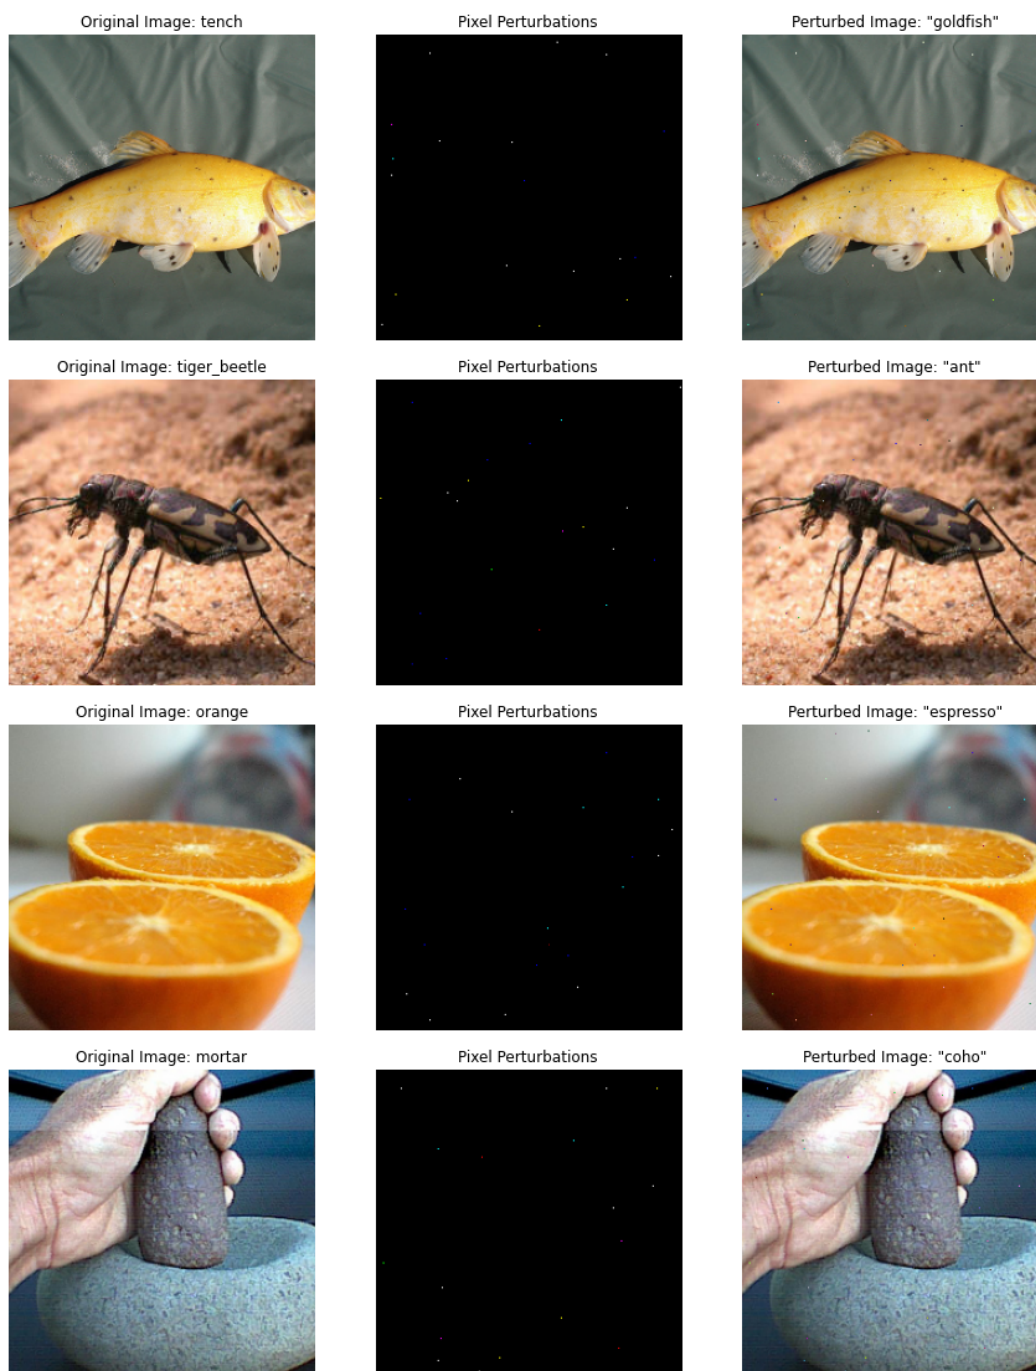 Original Image: tench
Pixel Perturbations
Perturbed Image: "goldfish"
Original Image: tiger_beetle
Pixel Perturbations
Perturbed Image: "ant"
Original Image: orange
Pixel Perturbations
Perturbed Image: "espresso"
Original Image: mortar
Pixel Perturbations
Perturbed Image: "coho"